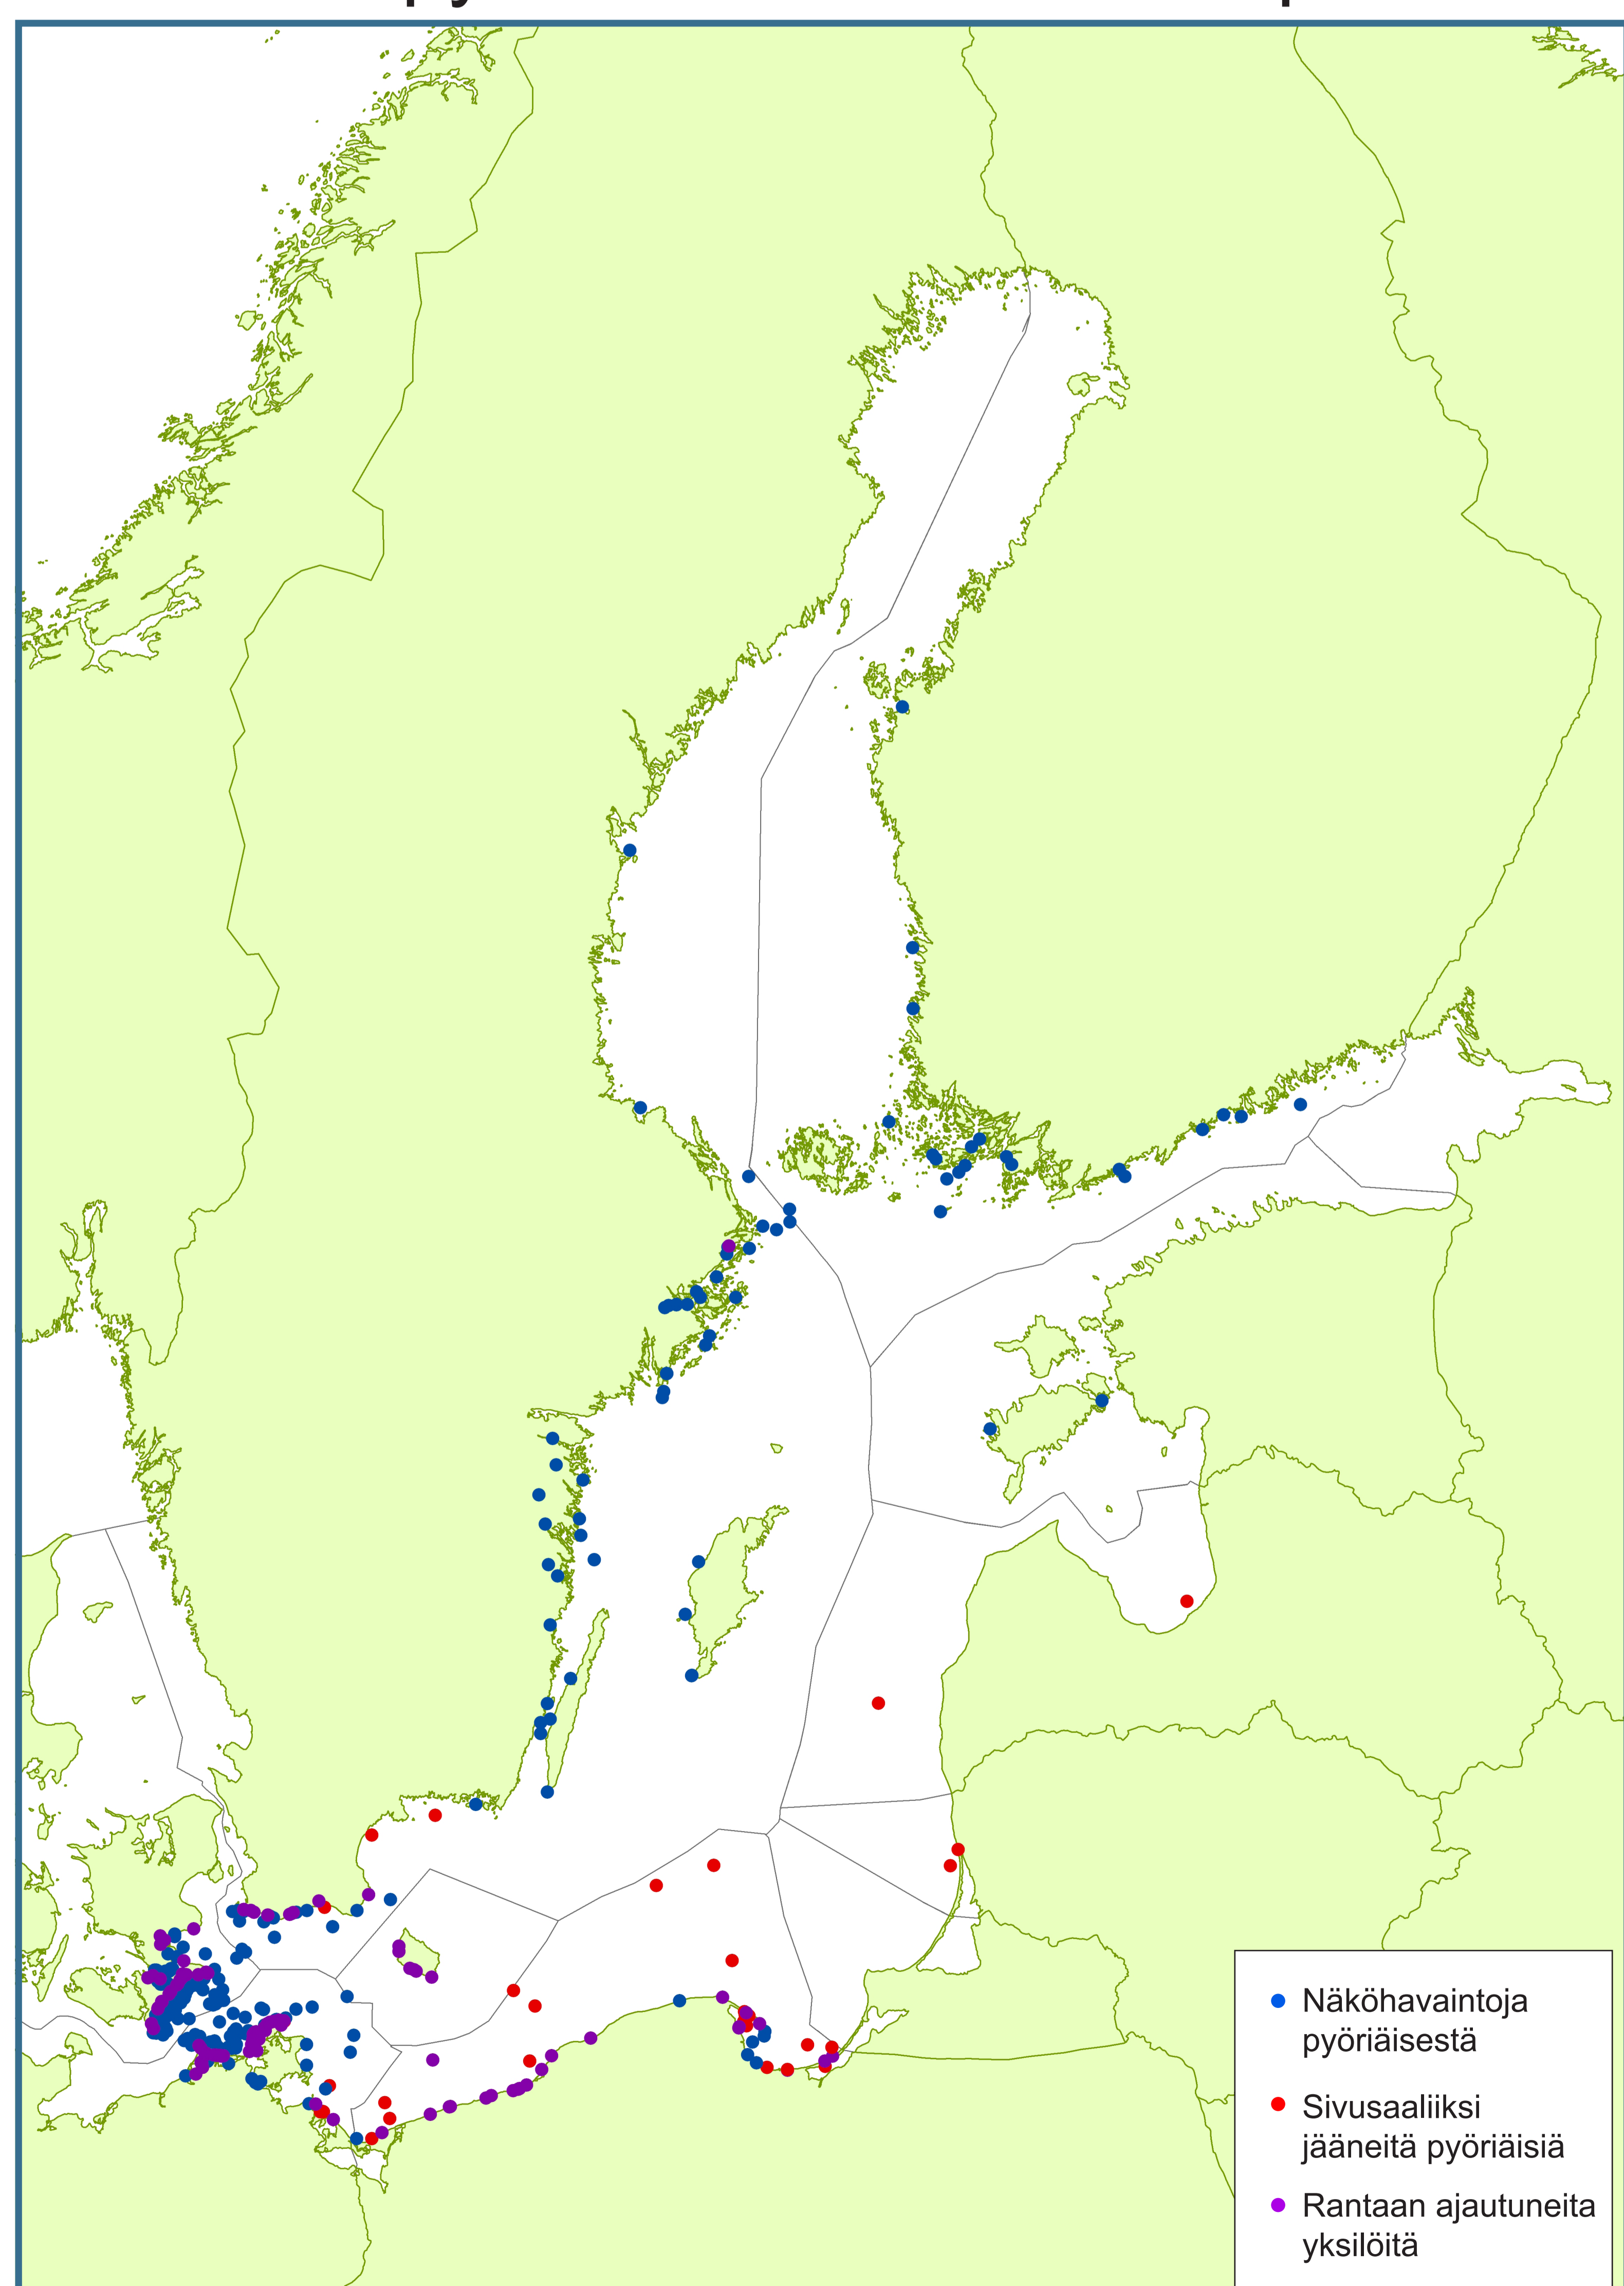 Näköhavaintoja
pyöriäisestä
Sivusaaliiksi
jääneitä pyöriäisiä
Rantaan ajautuneita
yksilöitä